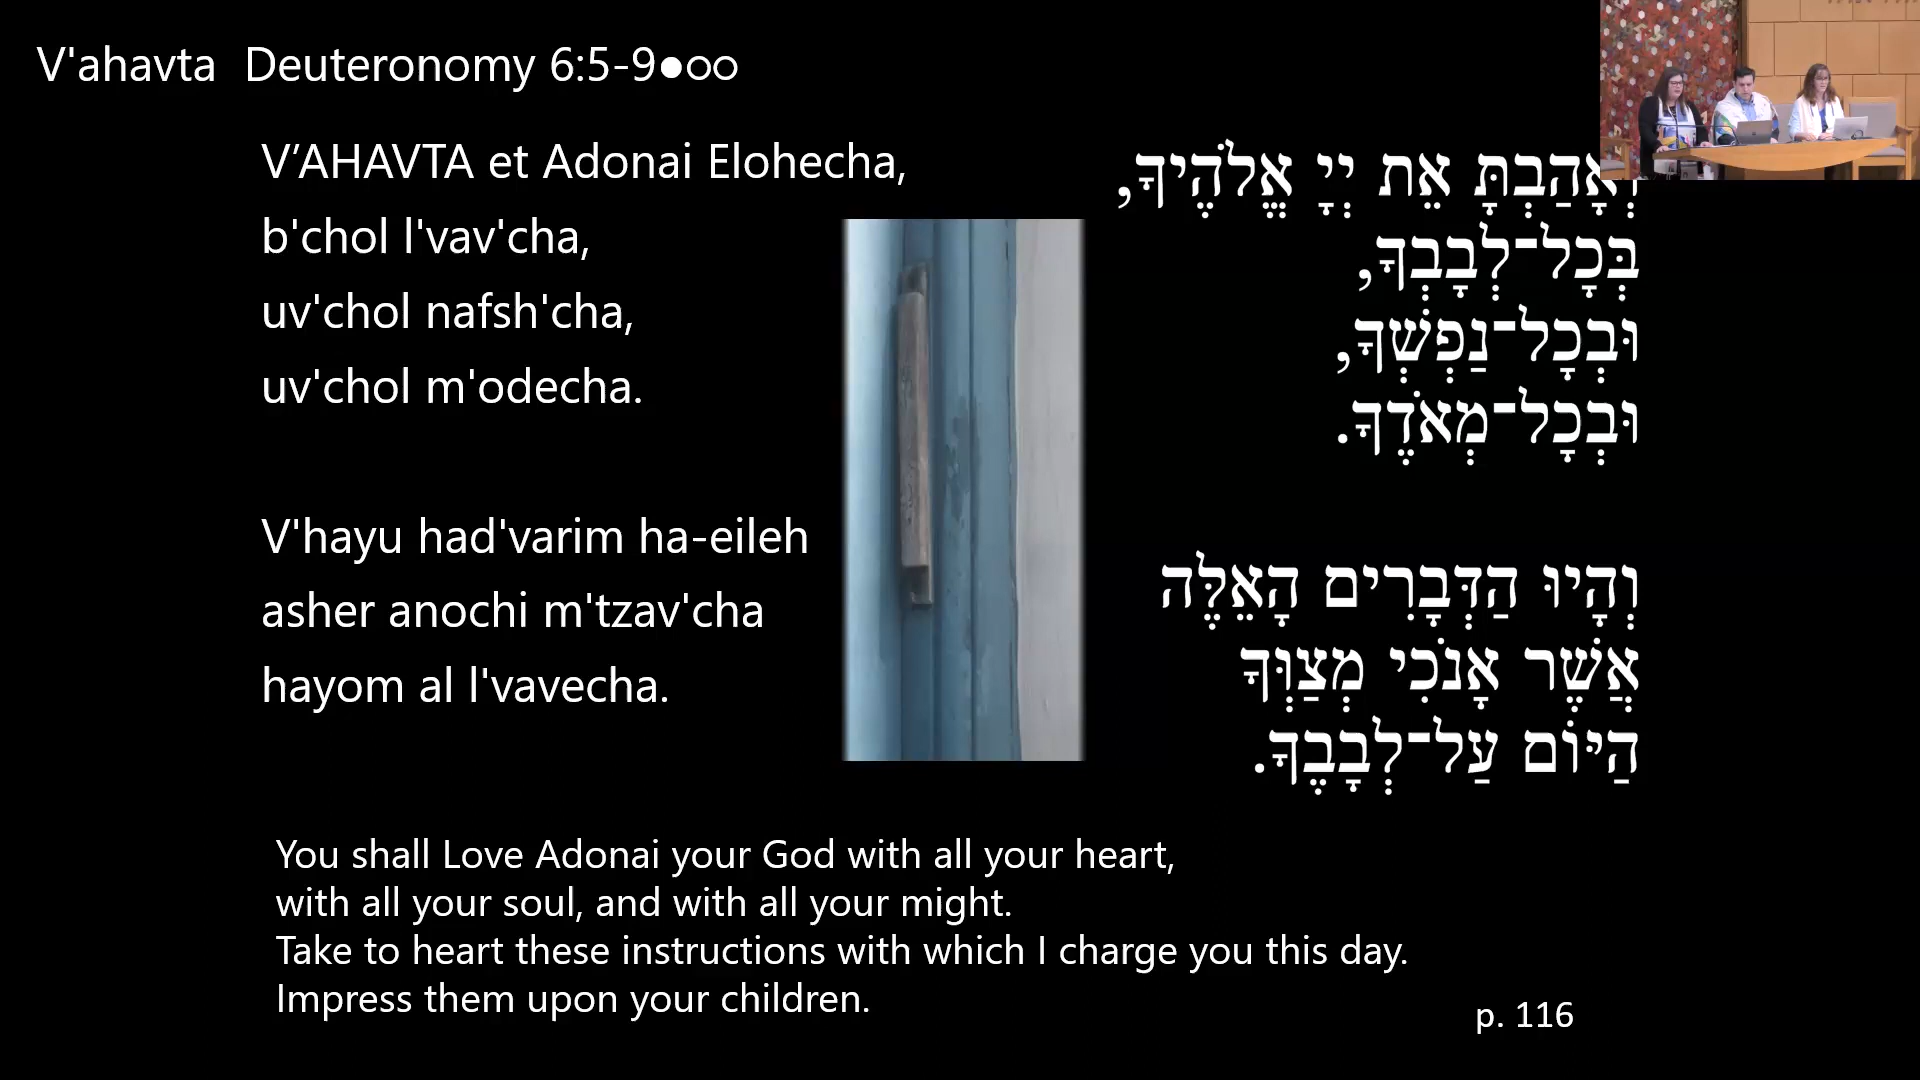 V'ahavta  Deuteronomy 6:5-9●○○
V’AHAVTA et Adonai Elohecha,
b'chol l'vav'cha,
uv'chol nafsh'cha,
uv'chol m'odecha.
V'hayu had'varim ha-eileh
asher anochi m'tzav'cha
hayom al l'vavecha.
וְאָהַבְתָּ אֵת יְיָ אֱלֹהֶיךָ,
בְּכָל־לְבָבְךָ,
וּבְכָל־נַפְשְׁךָ,
וּבְכָל־מְאֹדֶךָ.
וְהָיוּ הַדְּבָרִים הָאֵלֶּה
אֲשֶׁר אָנֹכִי מְצַוְּךָ
הַיּוֹם עַל־לְבָבֶךָ.
You shall Love Adonai your God with all your heart,
with all your soul, and with all your might.
Take to heart these instructions with which I charge you this day.
Impress them upon your children.
p. 116